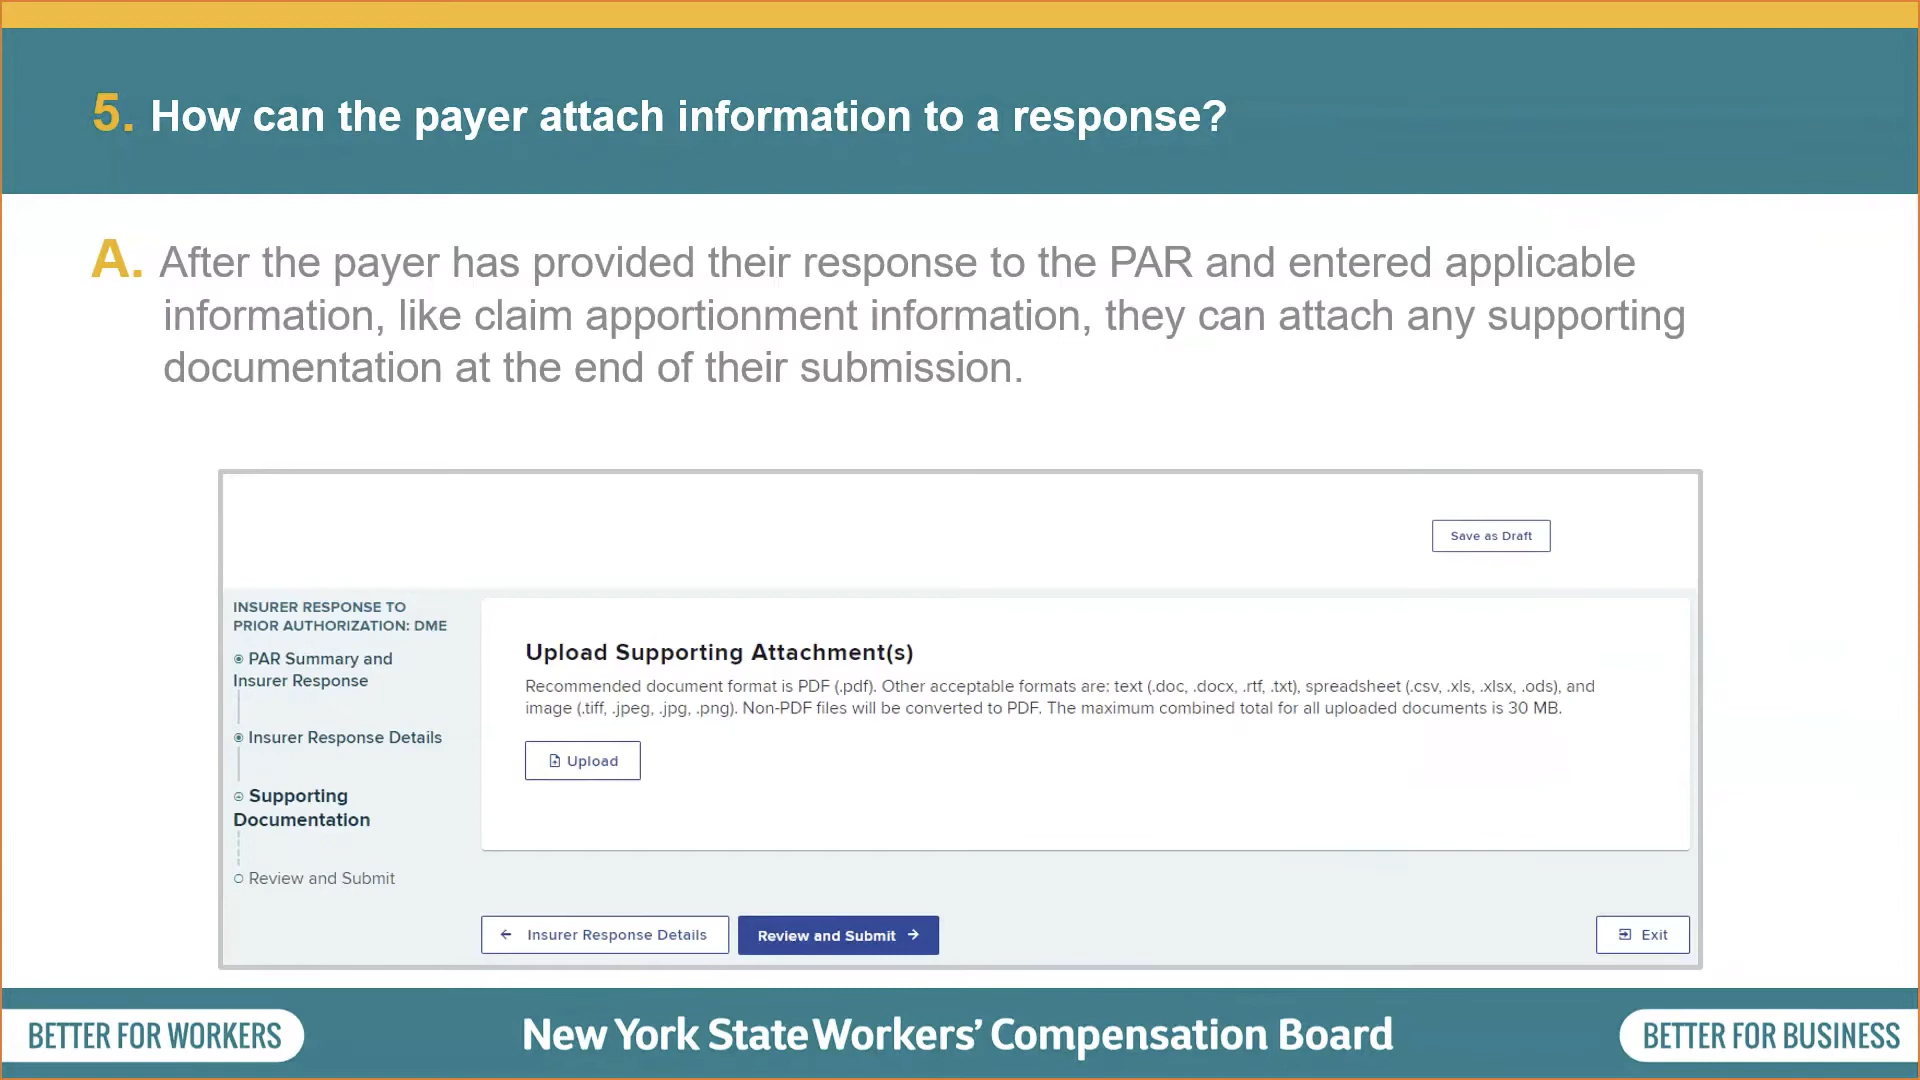 5. How can the payer attach information to a response?
A. After the payer has provided their response to the PAR and entered applicable
information, like claim apportionment information, they can attach any supporting
documentation at the end of their submission.
Save as Draft
INSURER RESPONSE TO
PRIOR AUTHORIZATION: DME
PAR Summary and
Insurer Response
Insurer Response Details
Supporting
Documentation
Review and Submit
Upload Supporting Attachment(s)
Recommended document format is PDF (.pdf). Other acceptable formats are: text (.doc, .docx, .rtf, .txt), spreadsheet (.csv, .xls, .xlsx, .ods), and
image (.tiff, .jpeg, .jpg, .png). Non-PDF files will be converted to PDF. The maximum combined total for all uploaded documents is 30 MB.
Upload
← Insurer Response Details
Review and Submit →
Exit
BETTER FOR WORKERS
New York State Workers' Compensation Board
BETTER FOR BUSINESS